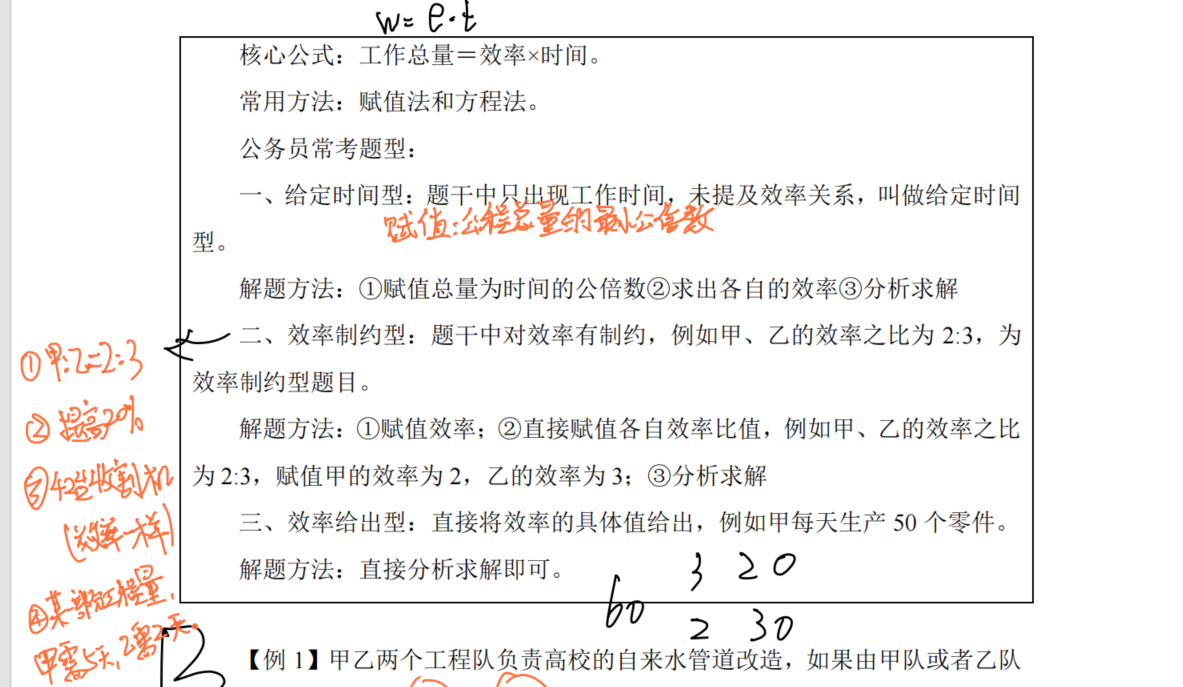 w=e·t
核心公式：工作总量＝效率×时间。
常用方法：赋值法和方程法。
公务员常考题型：
一、给定时间型：题干中只出现工作时间，未提及效率关系，叫做给定时间
赋值:公程总量的最小公倍数
型。
解题方法：①赋值总量为时间的公倍数②求出各自的效率③分析求解
二、效率制约型：题干中对效率有制约，例如甲、乙的效率之比为 2:3，为
①甲:乙=2:3
效率制约型题目。
②提高20%
解题方法：①赋值效率；②直接赋值各自效率比值，例如甲、乙的效率之比
为 2:3，赋值甲的效率为 2，乙的效率为 3；③分析求解
③42台收割机
(效率一样)
三、效率给出型：直接将效率的具体值给出，例如甲每天生产 50 个零件。
解题方法：直接分析求解即可。
3 20
60
2 30
④某一部分工程量,
甲需5天,乙需2天。
【例 1】甲乙两个工程队负责高校的自来水管道改造，如果由甲队或者乙队